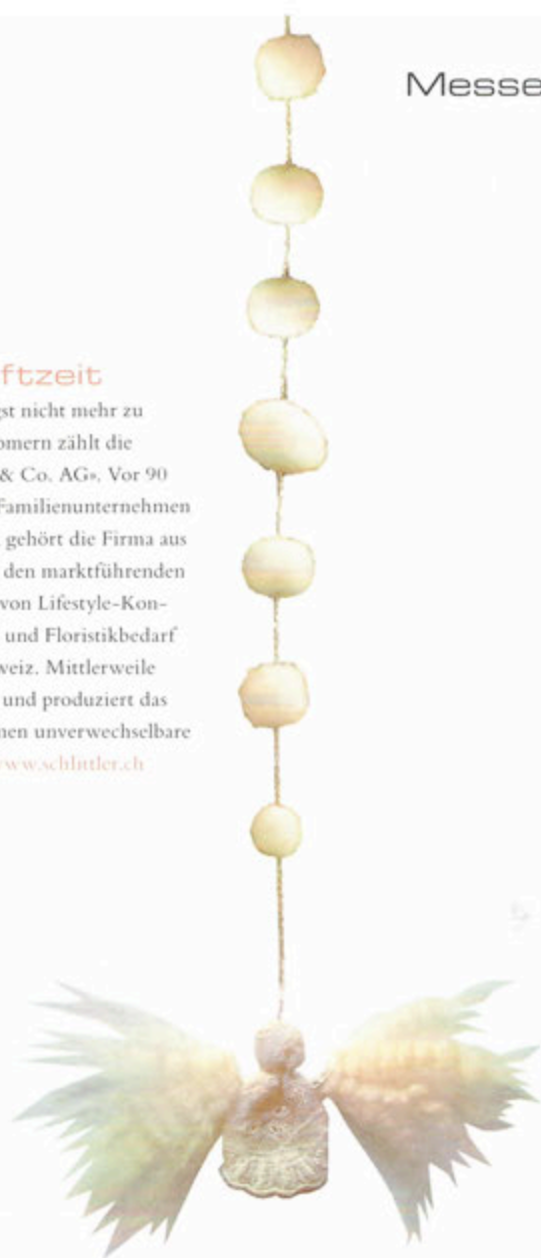 Messe
ftzeit
gst nicht mehr zu
omern zählt die
& Co. AG». Vor 90
Familienunternehmen
gehört die Firma aus
den marktführenden
von Lifestyle-Kon-
und Floristikbedarf
weiz. Mittlerweile
und produziert das
men unverwechselbare
www.schlittler.ch